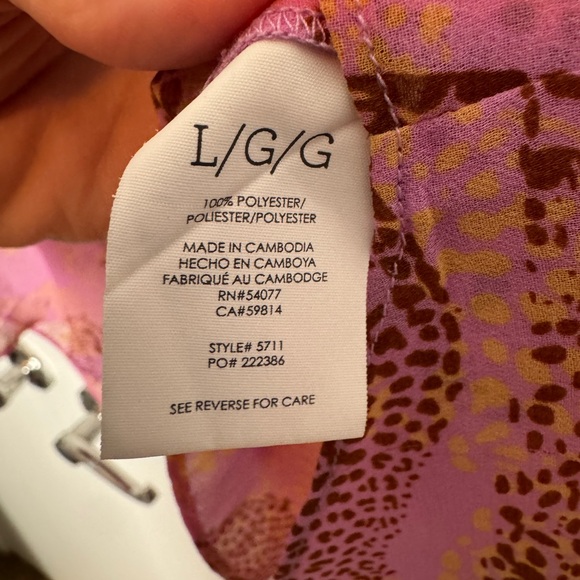 L/G/G
100% POLYESTER/
POLIESTER/POLYESTER
MADE IN CAMBODIA
HECHO EN CAMBOYA
FABRIQUÉ AU CAMBODGE
RN#54077
CA#59814
STYLE# 5711
PO# 222386
SEE REVERSE FOR CARE